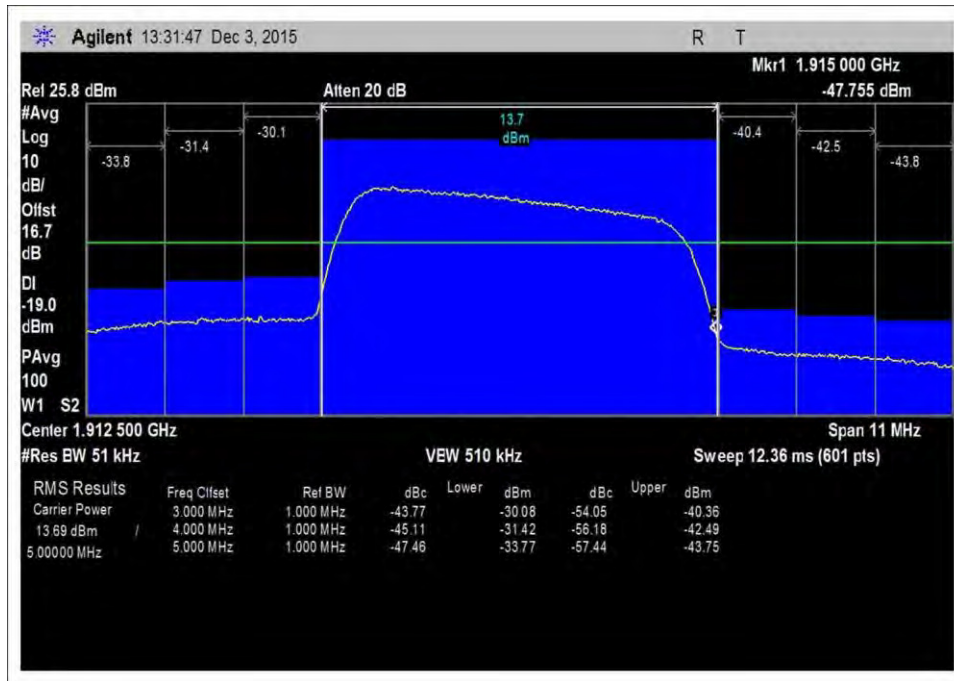 Agilent 13:31:47 Dec 3, 2015 R T
Mkr1 1.915 000 GHz
Rel 25.8 dBm Atten 20 dB -47.755 dBm
#Avg
Log
10
dB/
Offst
16.7
dB
DI
-19.0
dBm
PAvg
100
W1 S2
-33.8 -31.4 -30.1 13.7 dBm -40.4 -42.5 -43.8
Center 1.912 500 GHz Span 11 MHz
#Res BW 51 kHz VBW 510 kHz Sweep 12.36 ms (601 pts)
RMS Results Freq Offset Ref BW dBc Lower dBm dBc Upper dBm
Carrier Power 3.000 MHz 1.000 MHz -43.77 -30.08 -54.05 -40.36
13.69 dBm / 4.000 MHz 1.000 MHz -45.11 -31.42 -56.18 -42.49
5.00000 MHz 5.000 MHz 1.000 MHz -47.46 -33.77 -57.44 -43.75